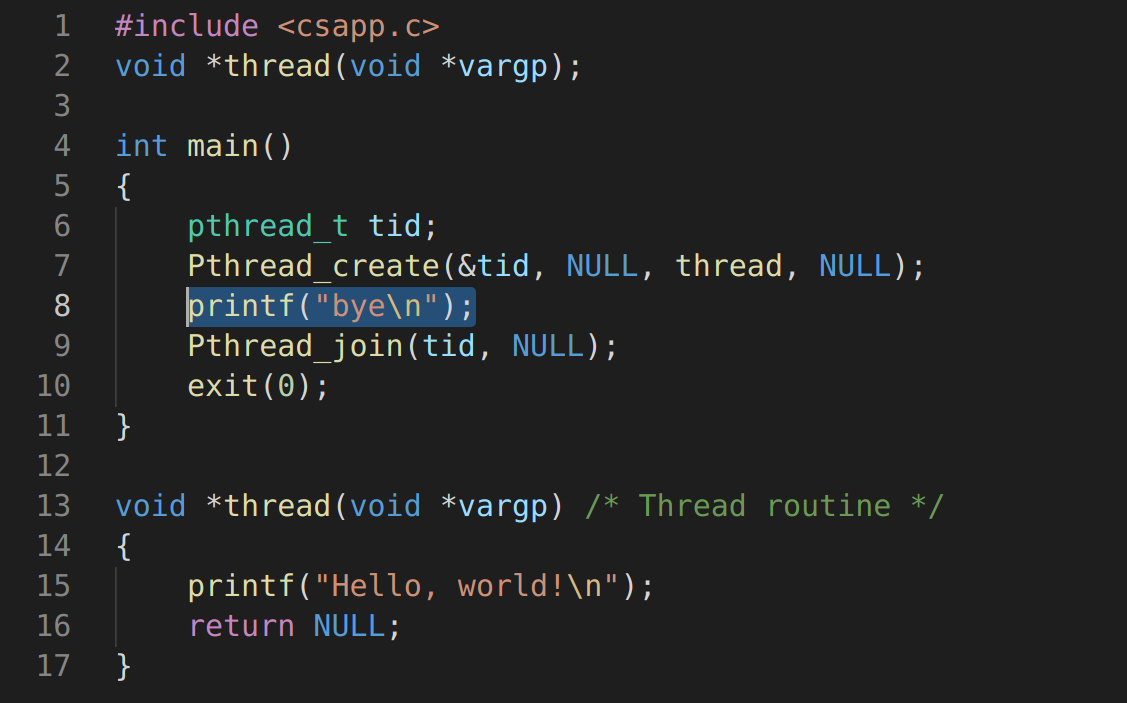 1 #include <csapp.c>
2 void *thread(void *vargp);
3
4 int main()
5 {
6     pthread_t tid;
7     Pthread_create(&tid, NULL, thread, NULL);
8     printf("bye\n");
9     Pthread_join(tid, NULL);
10     exit(0);
11 }
12
13 void *thread(void *vargp) /* Thread routine */
14 {
15     printf("Hello, world!\n");
16     return NULL;
17 }